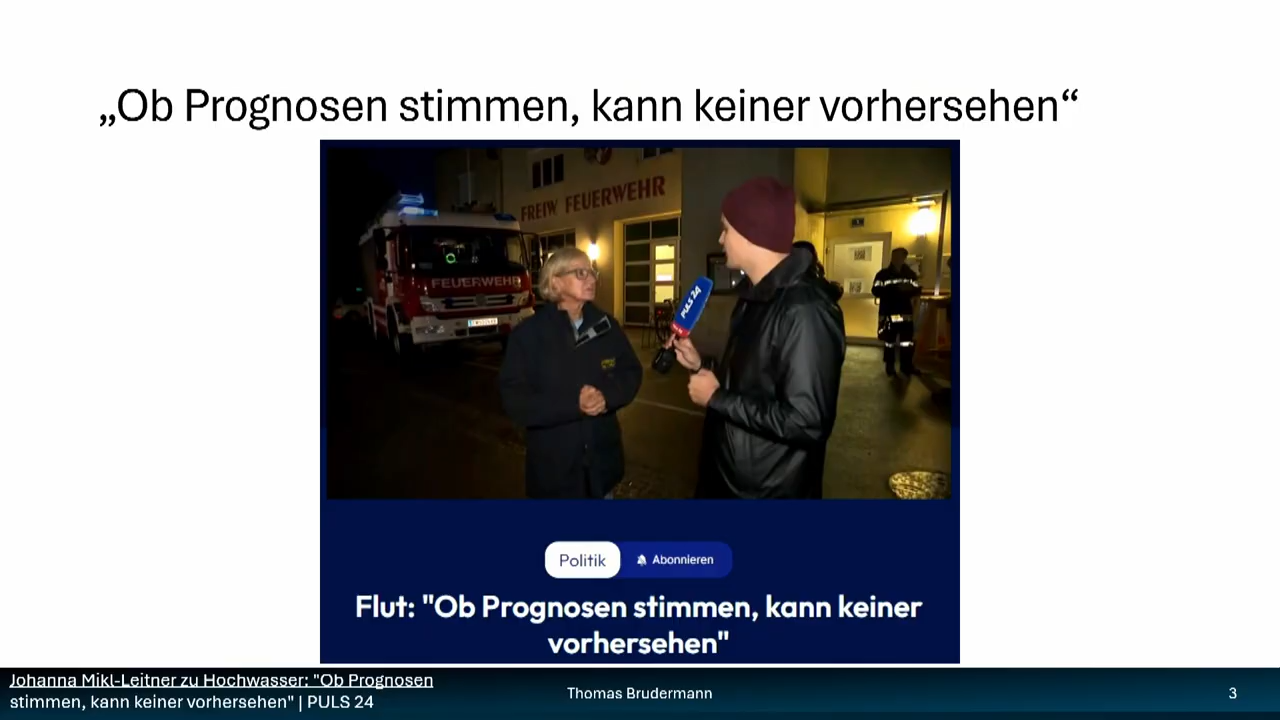 „Ob Prognosen stimmen, kann keiner vorhersehen“
FREIW FEUERWEHR
FEUERWEHR
PULS 24
Politik
Abonnieren
Flut: "Ob Prognosen stimmen, kann keiner
vorhersehen"
Johanna Mikl-Leitner zu Hochwasser: "Ob Prognosen
stimmen, kann keiner vorhersehen" | PULS 24
Thomas Brudermann
3